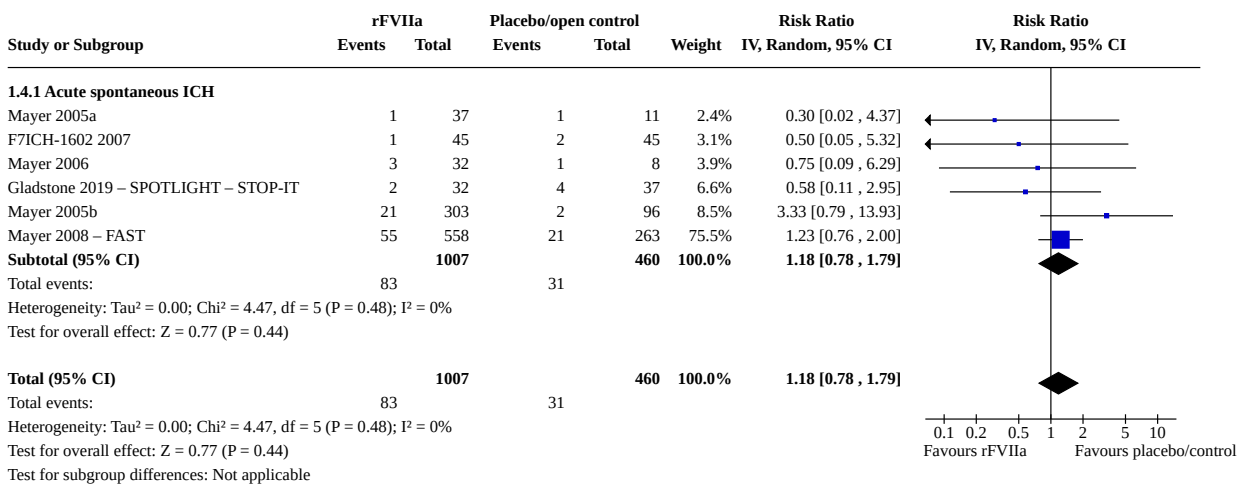 rFVIIa Placebo/open control Risk Ratio Risk Ratio
Study or Subgroup Events Total Events Total Weight IV, Random, 95% CI IV, Random, 95% CI
1.4.1 Acute spontaneous ICH
Mayer 2005a 1 37 1 11 2.4% 0.30 [0.02 , 4.37]
F7ICH-1602 2007 1 45 2 45 3.1% 0.50 [0.05 , 5.32]
Mayer 2006 3 32 1 8 3.9% 0.75 [0.09 , 6.29]
Gladstone 2019 – SPOTLIGHT – STOP-IT 2 32 4 37 6.6% 0.58 [0.11 , 2.95]
Mayer 2005b 21 303 2 96 8.5% 3.33 [0.79 , 13.93]
Mayer 2008 – FAST 55 558 21 263 75.5% 1.23 [0.76 , 2.00]
Subtotal (95% CI) 1007 460 100.0% 1.18 [0.78 , 1.79]
Total events: 83 31
Heterogeneity: Tau² = 0.00; Chi² = 4.47, df = 5 (P = 0.48); I² = 0%
Test for overall effect: Z = 0.77 (P = 0.44)
Total (95% CI) 1007 460 100.0% 1.18 [0.78 , 1.79]
Total events: 83 31
Heterogeneity: Tau² = 0.00; Chi² = 4.47, df = 5 (P = 0.48); I² = 0%
0.1 0.2 0.5 1 2 5 10
Test for overall effect: Z = 0.77 (P = 0.44) Favours rFVIIa Favours placebo/control
Test for subgroup differences: Not applicable